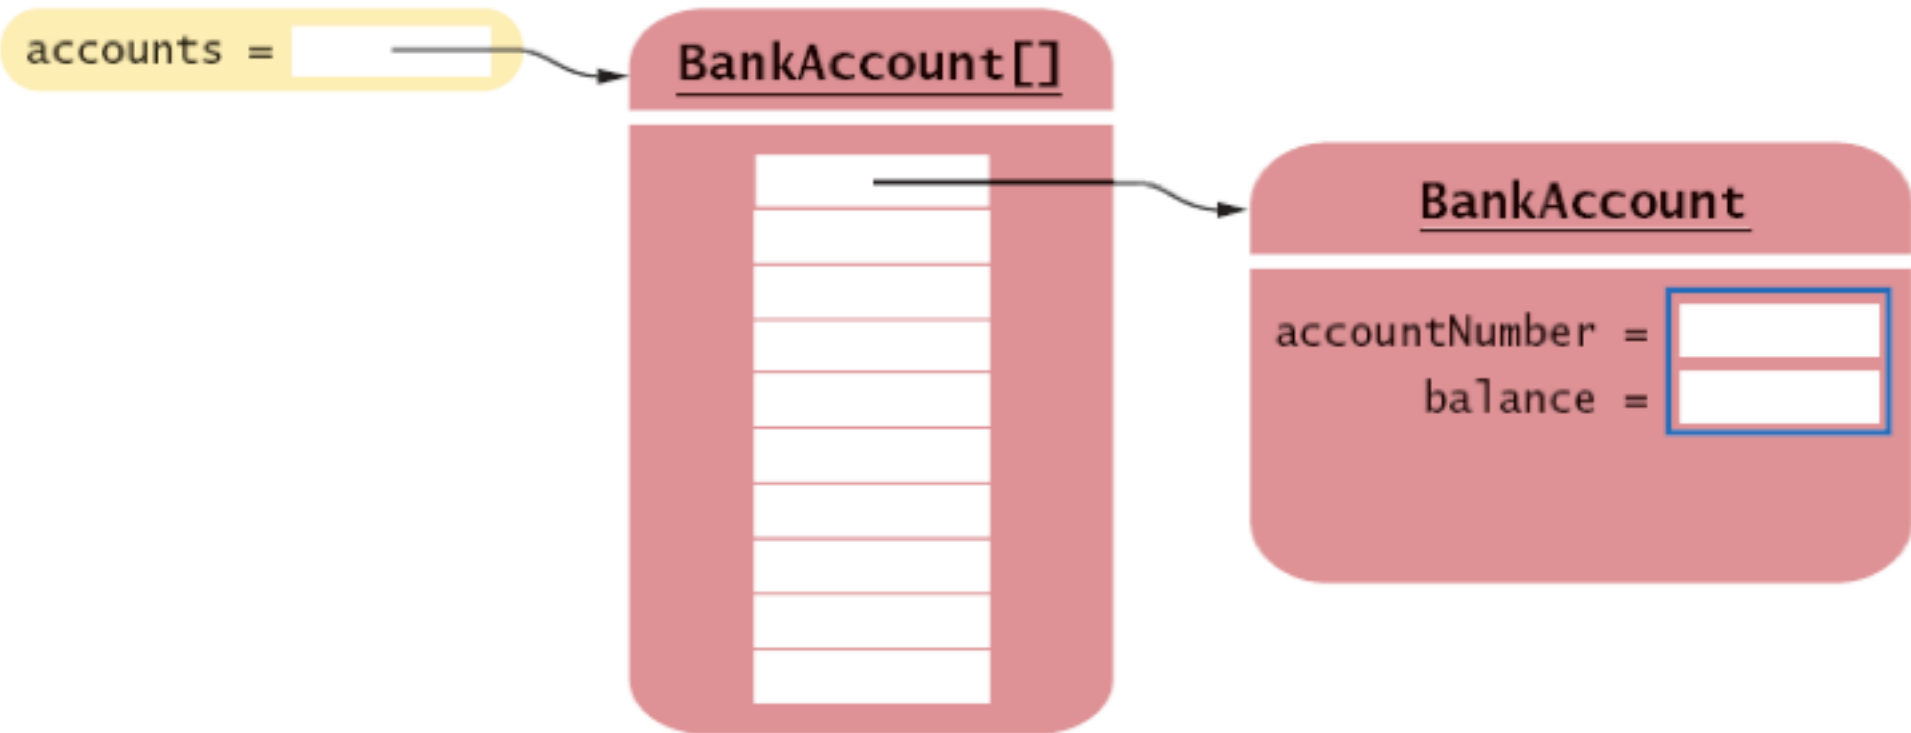 accounts =
BankAccount[]
BankAccount
accountNumber =
balance =